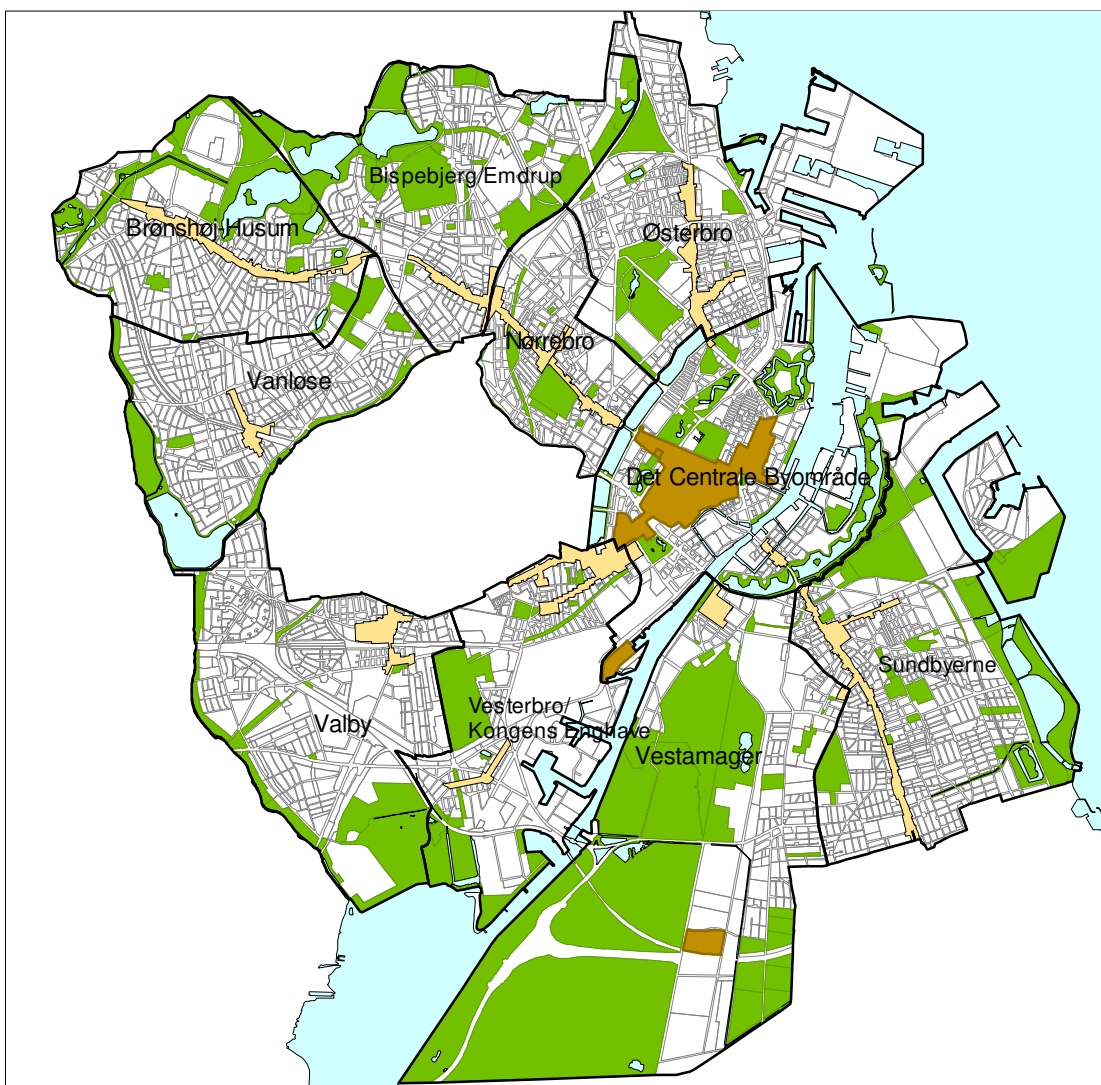 Bispebjerg/Emdrup
Brønshøj-Husum
Østerbro
Nørrebro
Vanløse
Det Centrale Byområde
Sundbyerne
Vesterbro/
Kongens Enghave
Valby
Vestamager